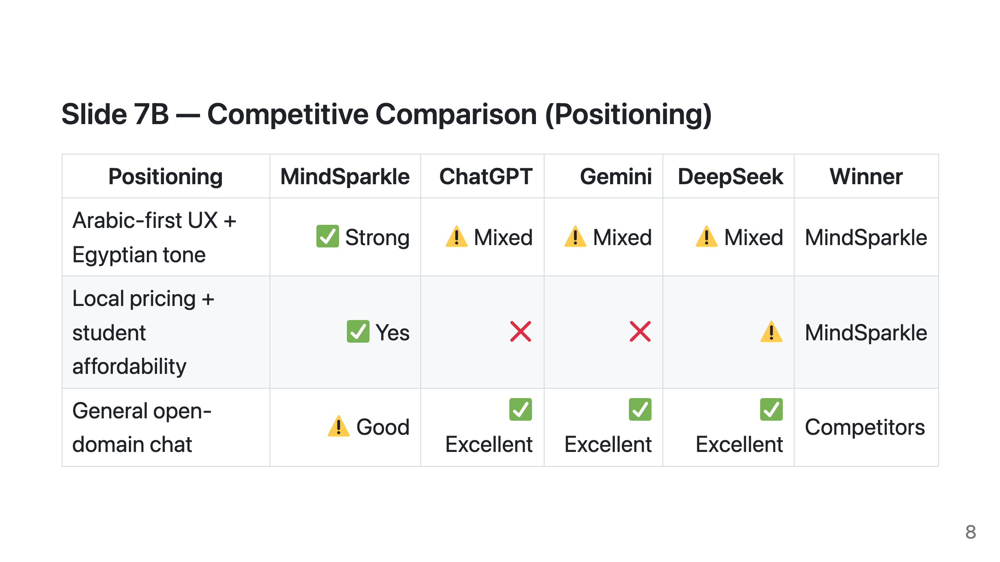 Slide 7B — Competitive Comparison (Positioning)
Positioning MindSparkle ChatGPT Gemini DeepSeek Winner
Arabic-first UX +
Egyptian tone
✅ Strong ⚠️ Mixed ⚠️ Mixed ⚠️ Mixed MindSparkle
Local pricing +
student
affordability
✅ Yes ❌ ❌ ⚠️ MindSparkle
General open-
domain chat
⚠️ Good ✅ Excellent ✅ Excellent ✅ Excellent Competitors
8